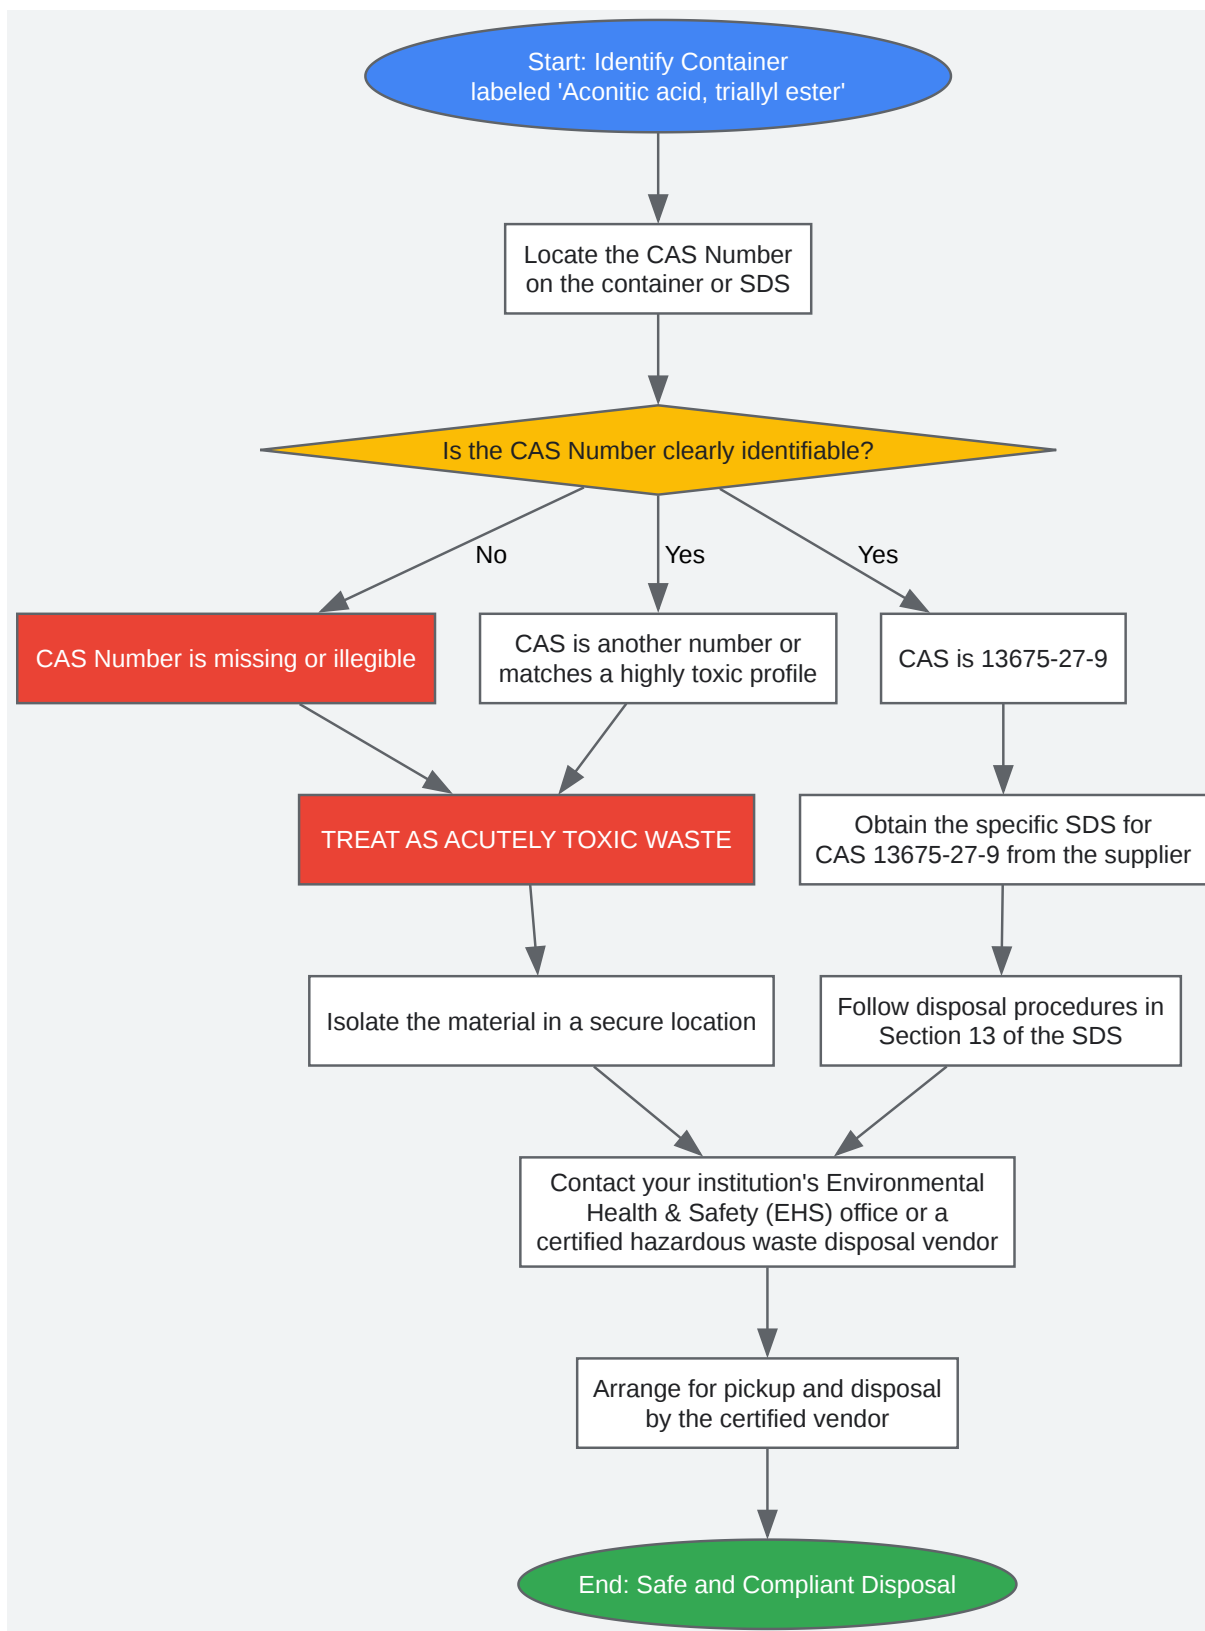 Start: Identify Container
labeled 'Aconitic acid, triallyl ester'
Locate the CAS Number
on the container or SDS
Is the CAS Number clearly identifiable?
No
Yes
Yes
CAS Number is missing or illegible
CAS is another number or
matches a highly toxic profile
CAS is 13675-27-9
TREAT AS ACUTELY TOXIC WASTE
Obtain the specific SDS for
CAS 13675-27-9 from the supplier
Isolate the material in a secure location
Follow disposal procedures in
Section 13 of the SDS
Contact your institution's Environmental
Health & Safety (EHS) office or a
certified hazardous waste disposal vendor
Arrange for pickup and disposal
by the certified vendor
End: Safe and Compliant Disposal